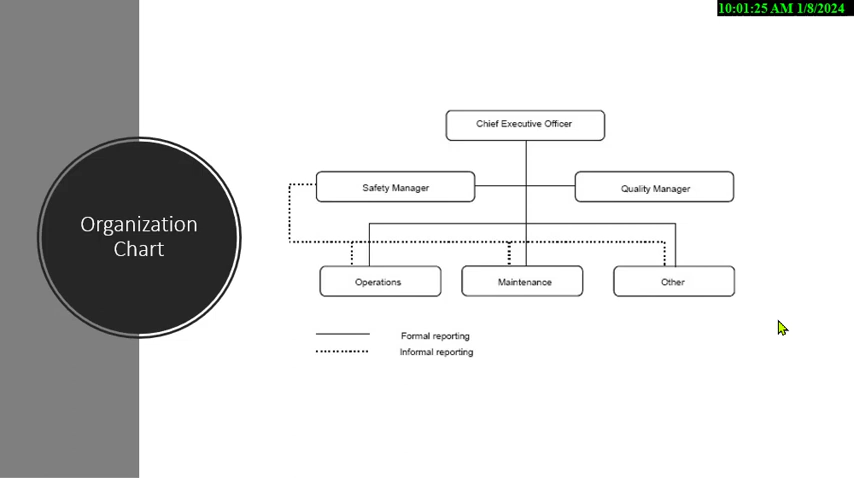 10:01:25 AM 1/8/2024
Chief Executive Officer
Safety Manager
Quality Manager
Organization
Chart
Operations
Maintenance
Other
Formal reporting
Informal reporting